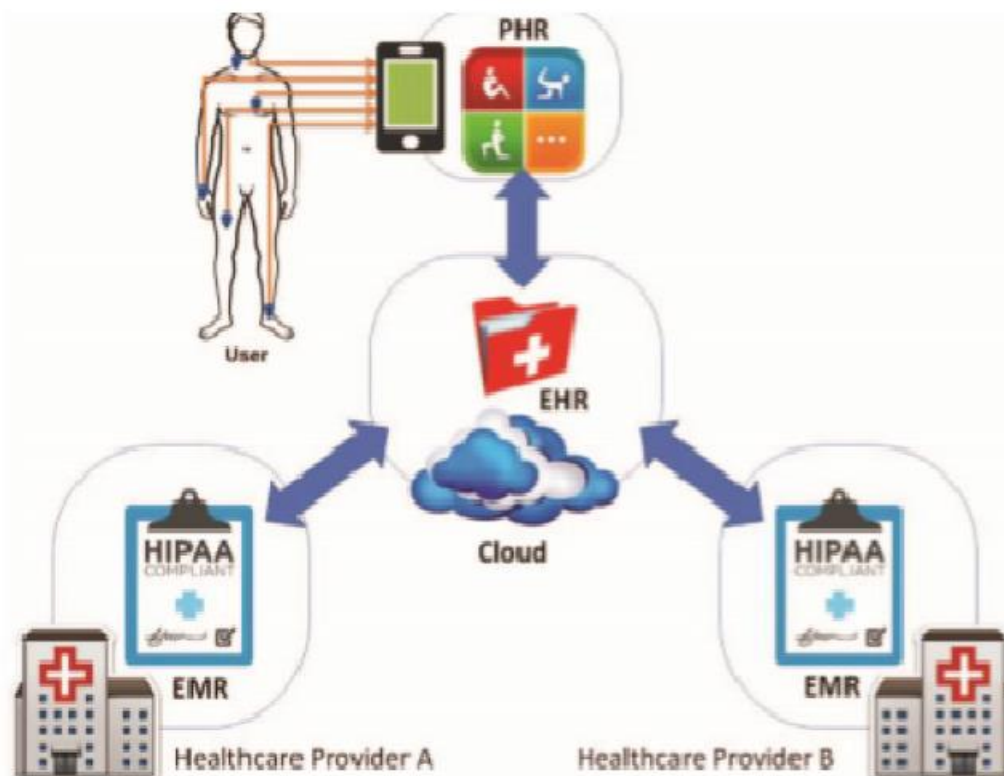 PHR
User
EHR
Cloud
HIPAA
COMPLIANT
EMR
Healthcare Provider A
HIPAA
COMPLIANT
EMR
Healthcare Provider B